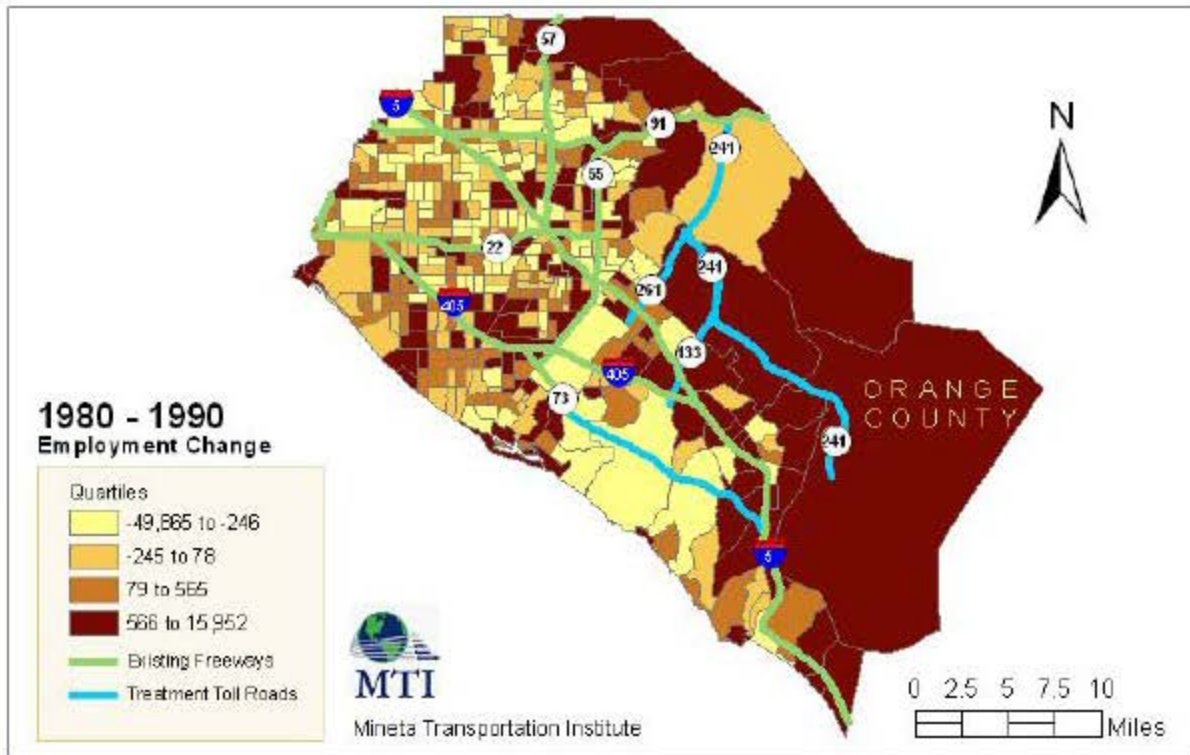 57
5
91
241
55
22
241
261
405
133
405
73
241
5
N
ORANGE
COUNTY
1980 - 1990
Employment Change
Quartiles
-49,865 to -246
-245 to 78
79 to 565
566 to 15,952
Existing Freeways
Treatment Toll Roads
MTI
Mineta Transportation Institute
0 2.5 5 7.5 10
Miles